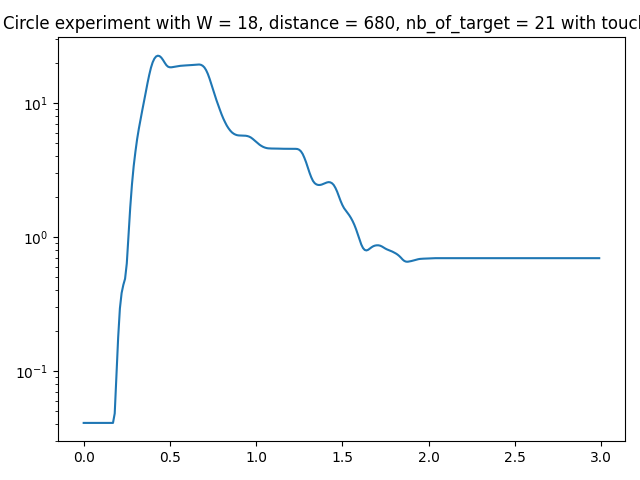 Circle experiment with W = 18, distance = 680, nb_of_target = 21 with touc
10¹
10⁰
10⁻¹
0.0 0.5 1.0 1.5 2.0 2.5 3.0